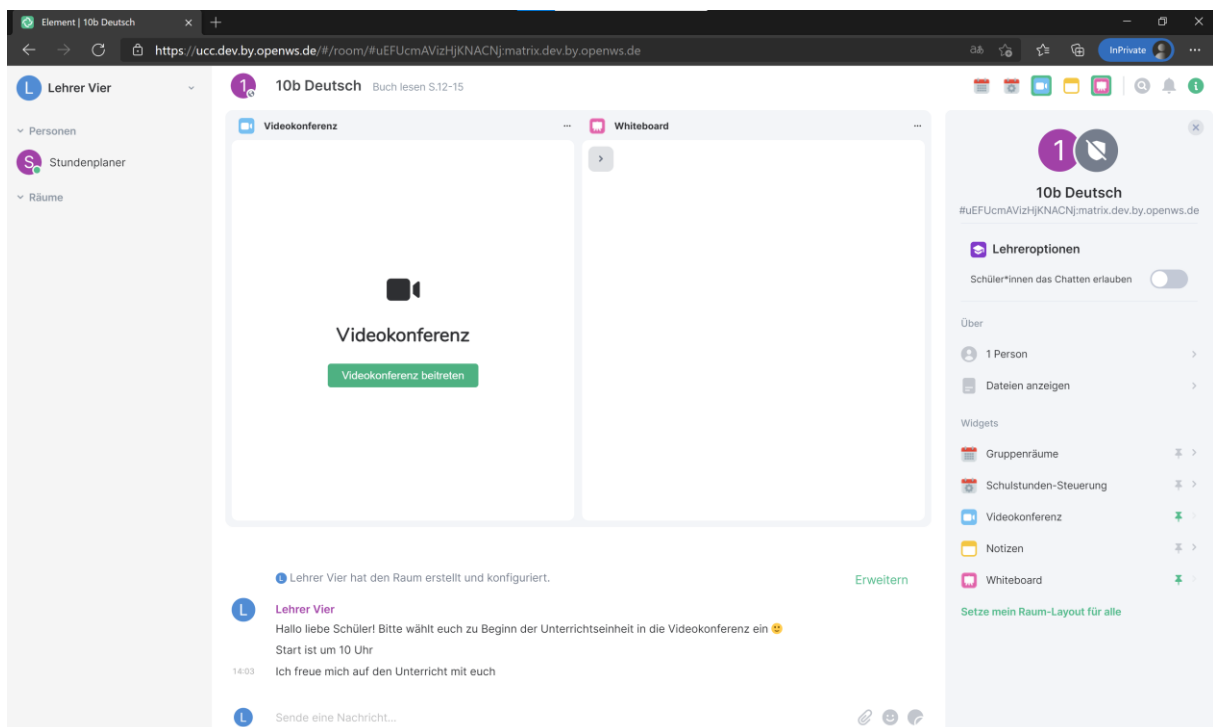 Element | 10b Deutsch
https://ucc.dev.by.openws.de/#/room/#uEFUcmAVizHjKNACNj:matrix.dev.by.openws.de
InPrivate
L
Lehrer Vier
Personen
S
Stundenplaner
Räume
1
10b Deutsch Buch lesen S.12-15
Videokonferenz
Whiteboard
Videokonferenz
Videokonferenz beitreten
L Lehrer Vier hat den Raum erstellt und konfiguriert.
Erweitern
L
Lehrer Vier
Hallo liebe Schüler! Bitte wählt euch zu Beginn der Unterrichtseinheit in die Videokonferenz ein 🙂
Start ist um 10 Uhr
14:03 Ich freue mich auf den Unterricht mit euch
L
Sende eine Nachricht...
1
10b Deutsch
#uEFUcmAVizHjKNACNj:matrix.dev.by.openws.de
Lehreroptionen
Schüler*innen das Chatten erlauben
Über
1 Person
Dateien anzeigen
Widgets
Gruppenräume
Schulstunden-Steuerung
Videokonferenz
Notizen
Whiteboard
Setze mein Raum-Layout für alle